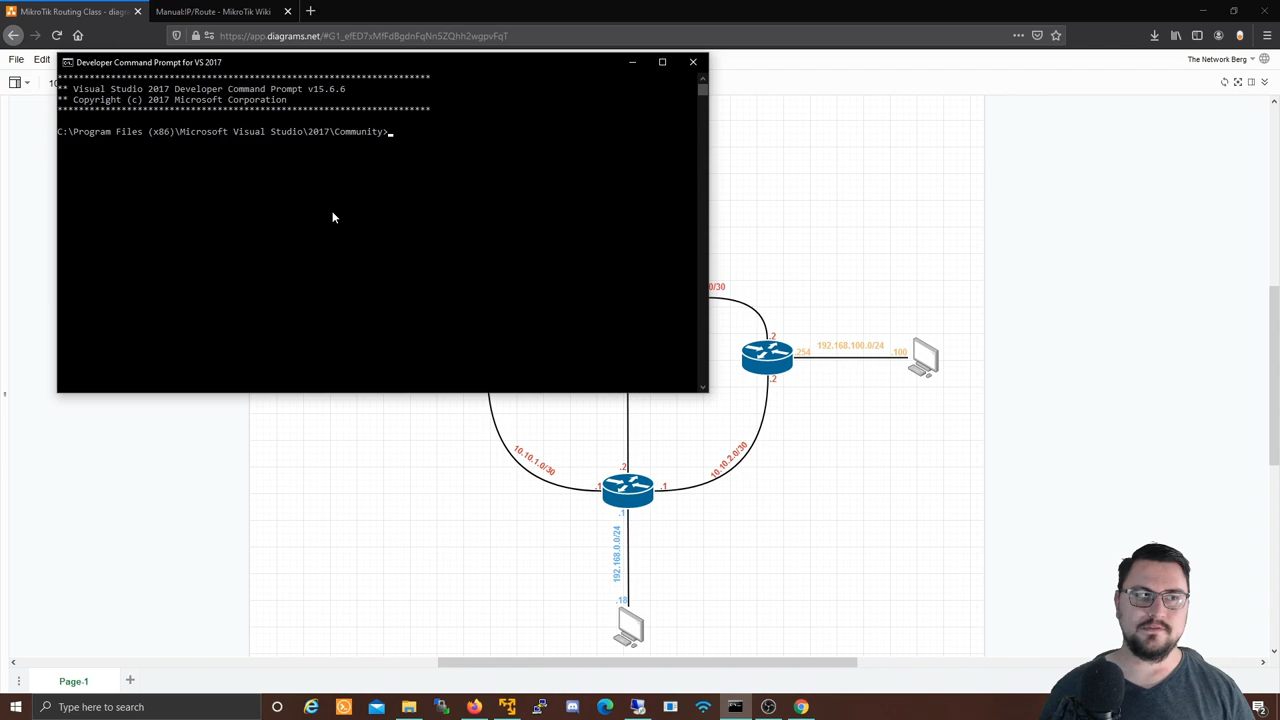 MikroTik Routing Class - diagra
Manual:IP/Route - MikroTik Wiki
https://app.diagrams.net/#G1_efED7xMfFdBgdnFqNn5ZQhh2wgpvFqT
File
Edit
The Network Berg
Developer Command Prompt for VS 2017
**********************************************************************
** Visual Studio 2017 Developer Command Prompt v15.6.6
** Copyright (c) 2017 Microsoft Corporation
**********************************************************************
C:\Program Files (x86)\Microsoft Visual Studio\2017\Community>
0/30
.2
192.168.100.0/24
.254
.100
.2
10.10.1.0/30
10.10.2.0/30
.2
.1
.1
.1
192.168.0.0/24
.18
Page-1
Type here to search